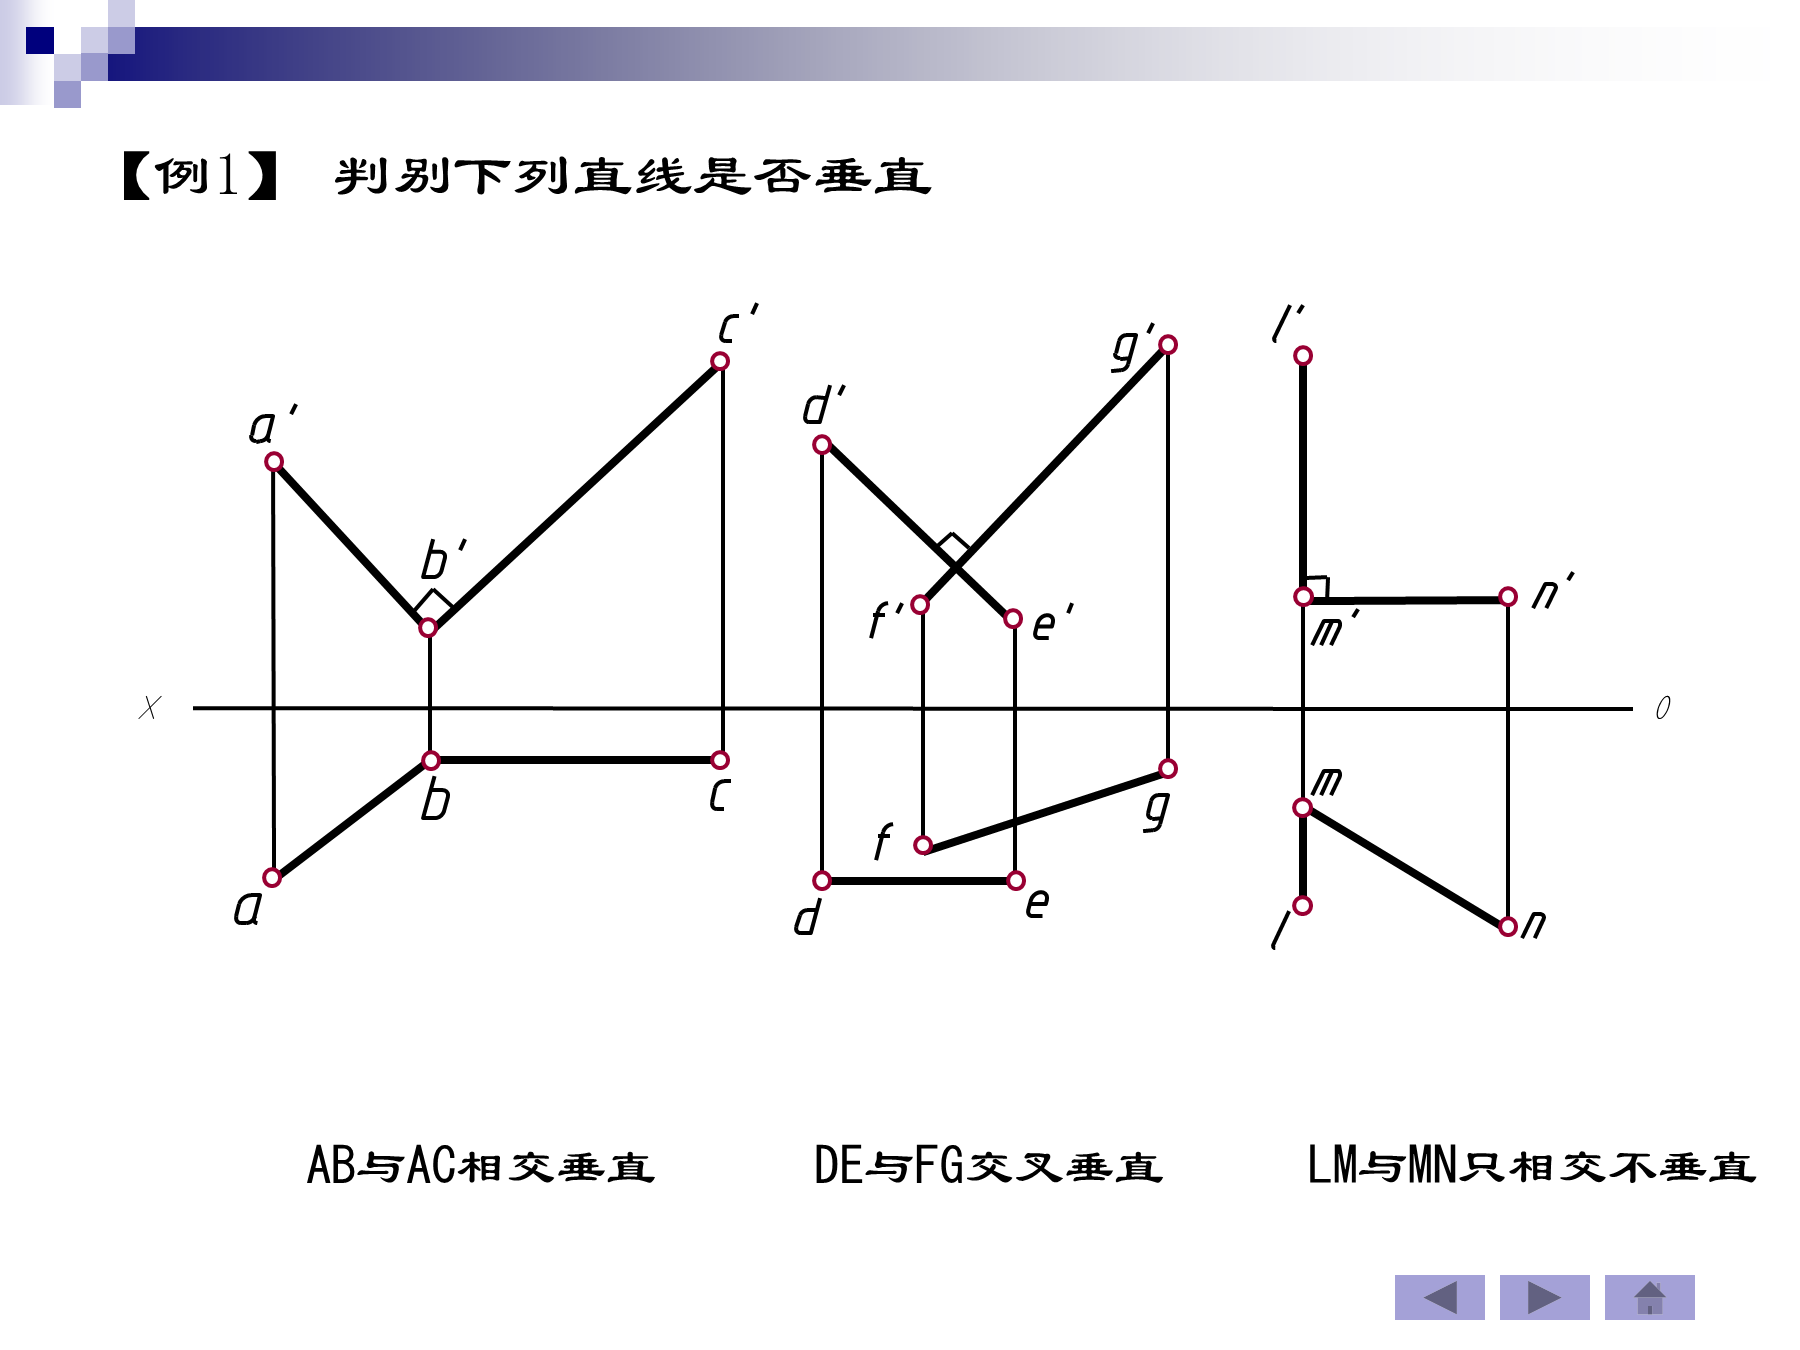 【例1】 判别下列直线是否垂直
c'
l'
g'
d'
a'
b'
n'
f'
e'
m'
X
O
m
b
c
g
f
a
d
e
n
l
AB与AC相交垂直
DE与FG交叉垂直
LM与MN只相交不垂直